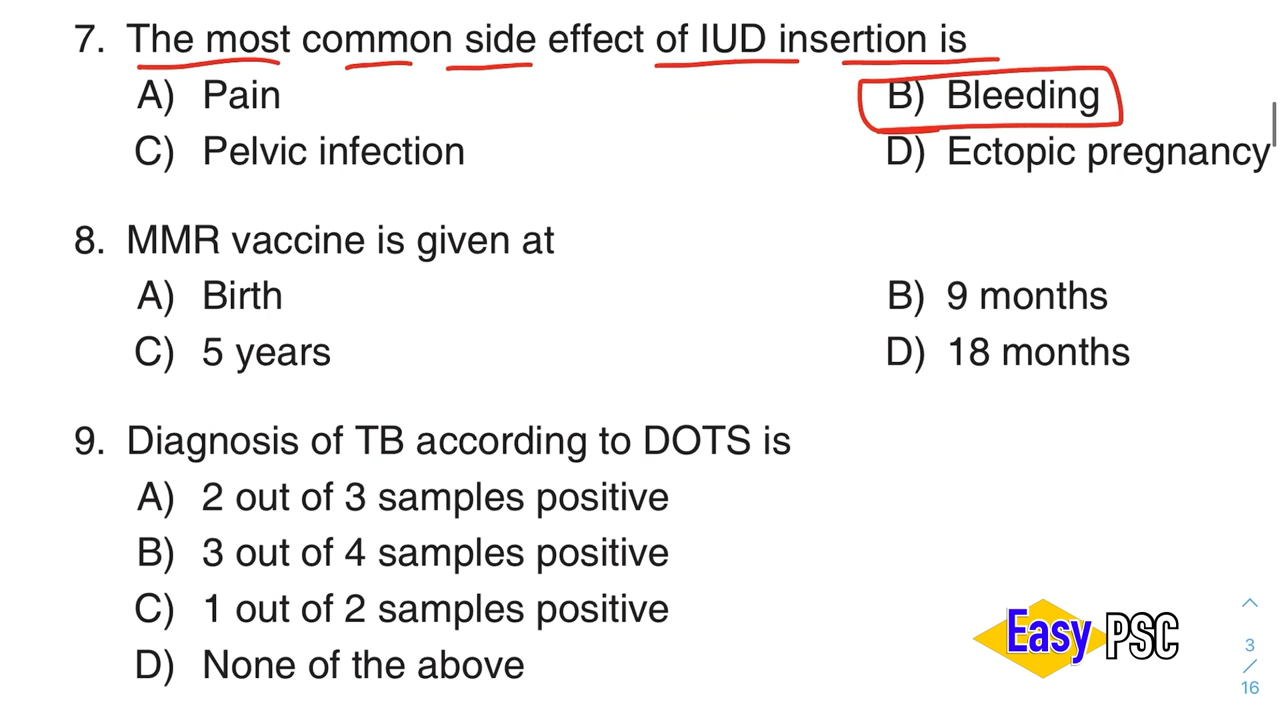 7. The most common side effect of IUD insertion is
A) Pain
B) Bleeding
C) Pelvic infection
D) Ectopic pregnancy
8. MMR vaccine is given at
A) Birth
B) 9 months
C) 5 years
D) 18 months
9. Diagnosis of TB according to DOTS is
A) 2 out of 3 samples positive
B) 3 out of 4 samples positive
C) 1 out of 2 samples positive
D) None of the above
Easy PSC
3
/
16